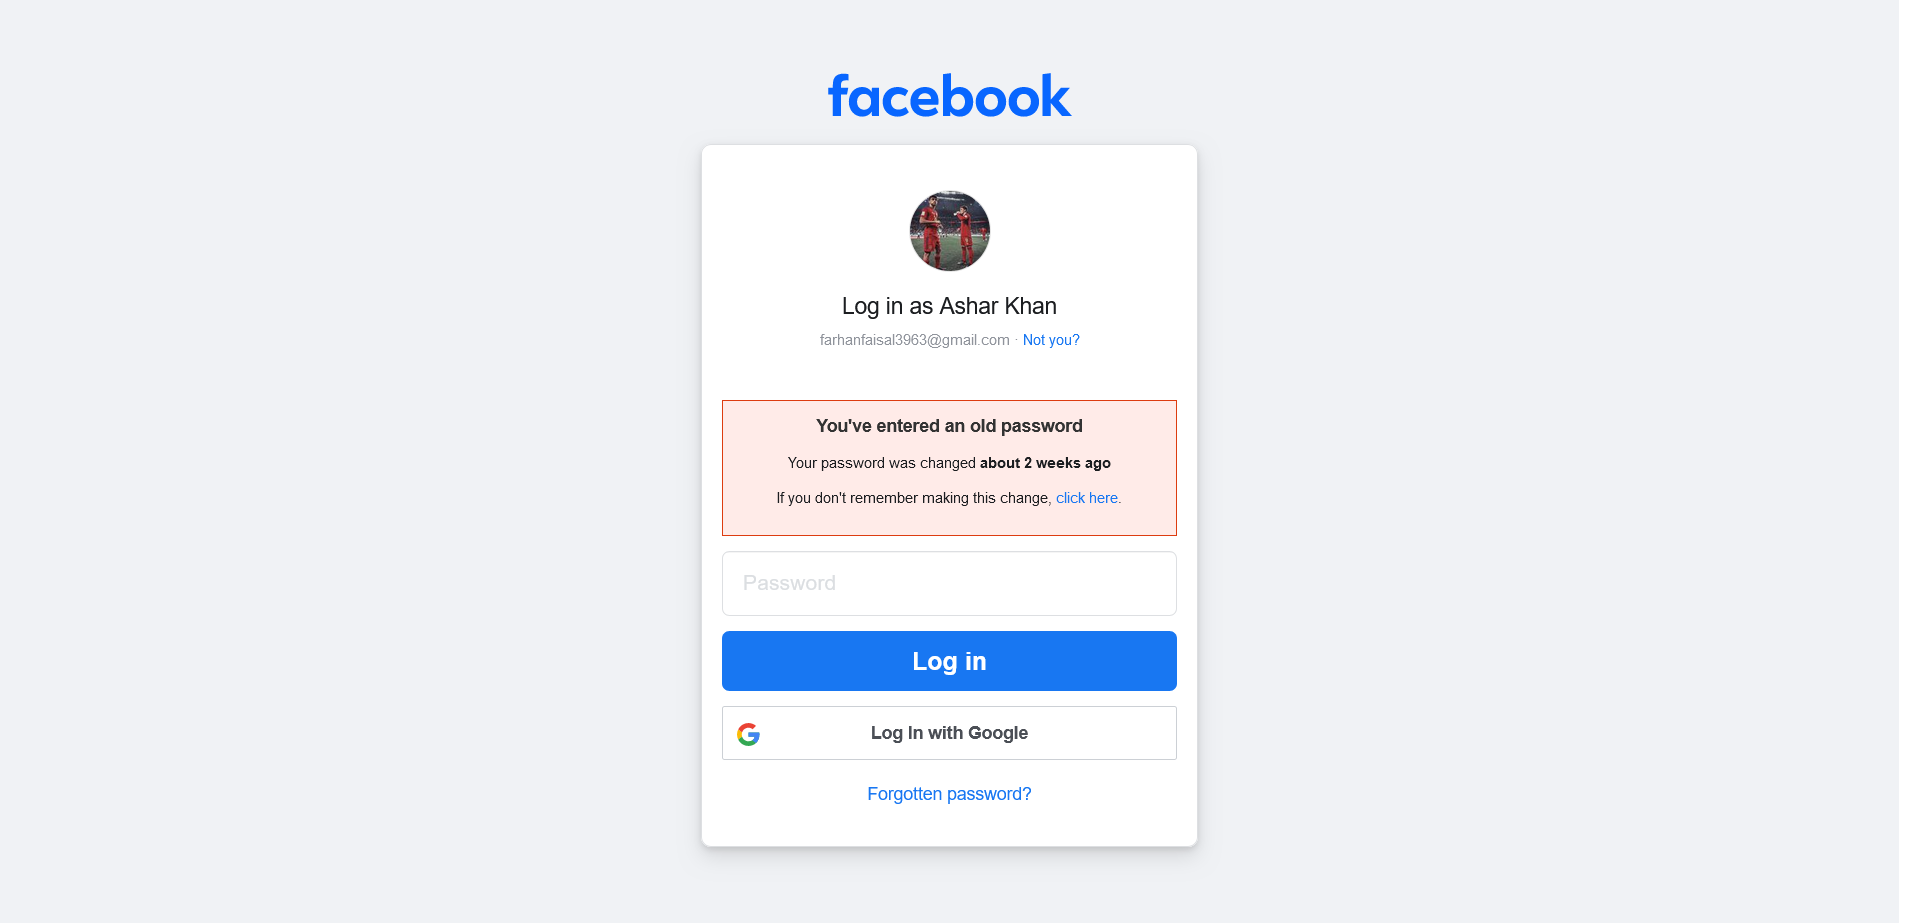 facebook
Log in as Ashar Khan
farhanfaisal3963@gmail.com · Not you?
You've entered an old password
Your password was changed about 2 weeks ago
If you don't remember making this change, click here.
Password
Log in
Log In with Google
Forgotten password?